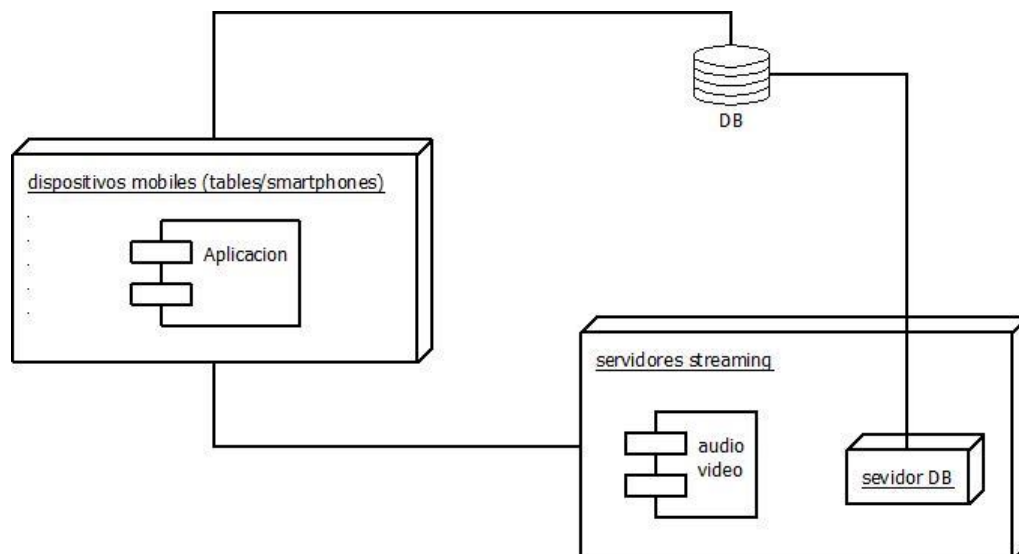 DB
dispositivos mobiles (tables/smartphones)
Aplicacion
servidores streaming
audio
video
sevidor DB